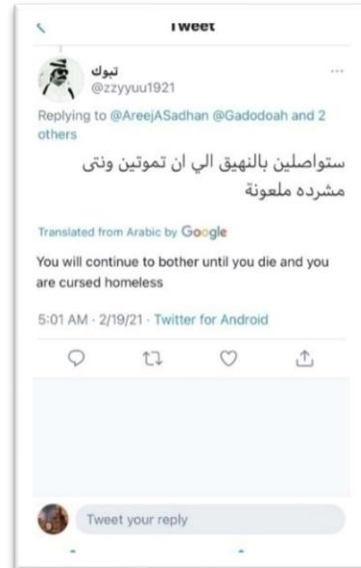 Tweet
تبوك
@zzyyuu1921
Replying to @AreejASadhan @Gadodoah and 2
others
ستواصلين بالنهيق الي ان تموتين ونتى
مشرده ملعونة
Translated from Arabic by Google
You will continue to bother until you die and you
are cursed homeless
5:01 AM · 2/19/21 · Twitter for Android
Tweet your reply